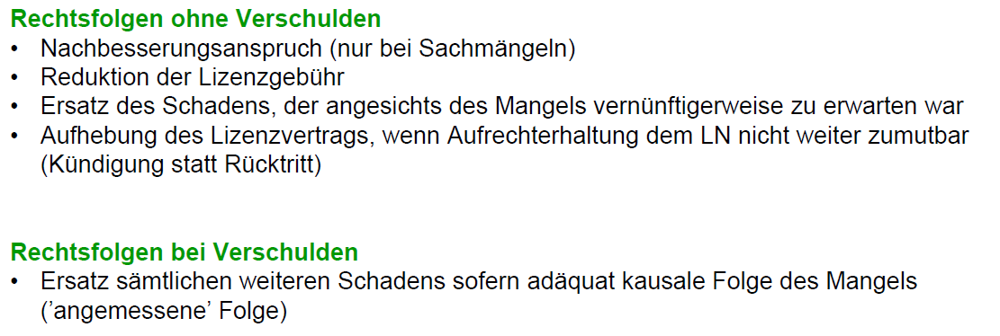 Rechtsfolgen ohne Verschulden
• Nachbesserungsanspruch (nur bei Sachmängeln)
• Reduktion der Lizenzgebühr
• Ersatz des Schadens, der angesichts des Mangels vernünftigerweise zu erwarten war
• Aufhebung des Lizenzvertrags, wenn Aufrechterhaltung dem LN nicht weiter zumutbar
(Kündigung statt Rücktritt)
Rechtsfolgen bei Verschulden
• Ersatz sämtlichen weiteren Schadens sofern adäquat kausale Folge des Mangels
(’angemessene’ Folge)